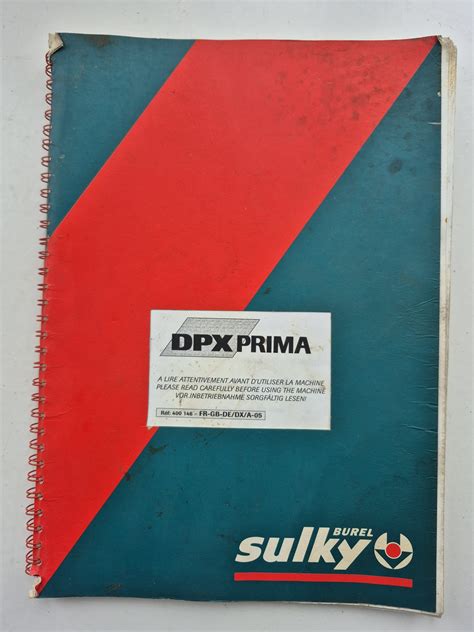 DPX PRIMA
A LIRE ATTENTIVEMENT AVANT D'UTILISER LA MACHINE
PLEASE READ CAREFULLY BEFORE USING THE MACHINE
VOR INBETRIEBNAHME SORGFÄLTIG LESEN!
Réf: 400 146 - FR-GB-DE/DX/A-05
BUREL
sulky